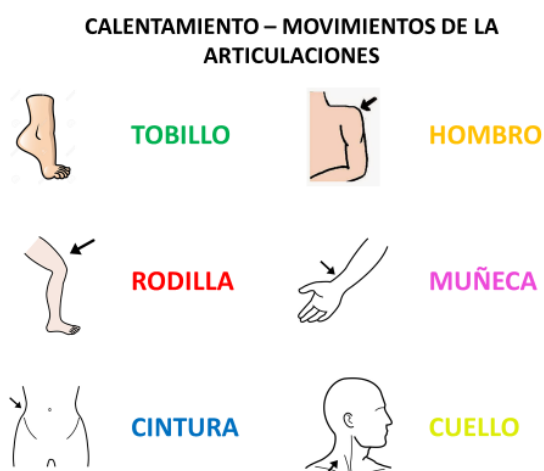 CALENTAMIENTO – MOVIMIENTOS DE LA
ARTICULACIONES
TOBILLO
HOMBRO
RODILLA
MUÑECA
CINTURA
CUELLO